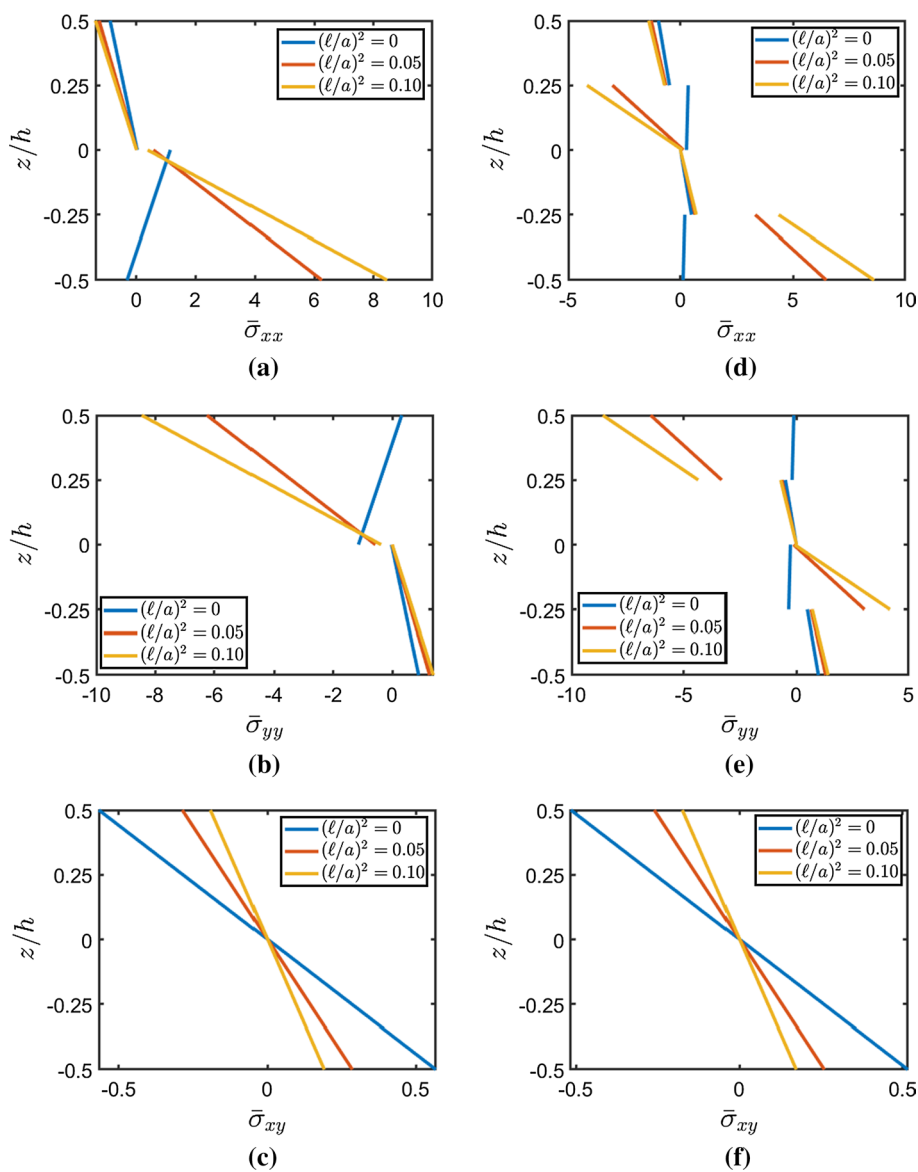 0.5
0.25
0
-0.25
-0.5
z/h
(ℓ/a)² = 0
(ℓ/a)² = 0.05
(ℓ/a)² = 0.10
0 2 4 6 8 10
σ̄xx
(a)
0.5
0.25
0
-0.25
-0.5
z/h
(ℓ/a)² = 0
(ℓ/a)² = 0.05
(ℓ/a)² = 0.10
-5 0 5 10
σ̄xx
(d)
0.5
0.25
0
-0.25
-0.5
z/h
(ℓ/a)² = 0
(ℓ/a)² = 0.05
(ℓ/a)² = 0.10
-10 -8 -6 -4 -2 0
σ̄yy
(b)
0.5
0.25
0
-0.25
-0.5
z/h
(ℓ/a)² = 0
(ℓ/a)² = 0.05
(ℓ/a)² = 0.10
-10 -5 0 5
σ̄yy
(e)
0.5
0.25
0
-0.25
-0.5
z/h
(ℓ/a)² = 0
(ℓ/a)² = 0.05
(ℓ/a)² = 0.10
-0.5 0 0.5
σ̄xy
(c)
0.5
0.25
0
-0.25
-0.5
z/h
(ℓ/a)² = 0
(ℓ/a)² = 0.05
(ℓ/a)² = 0.10
-0.5 0 0.5
σ̄xy
(f)